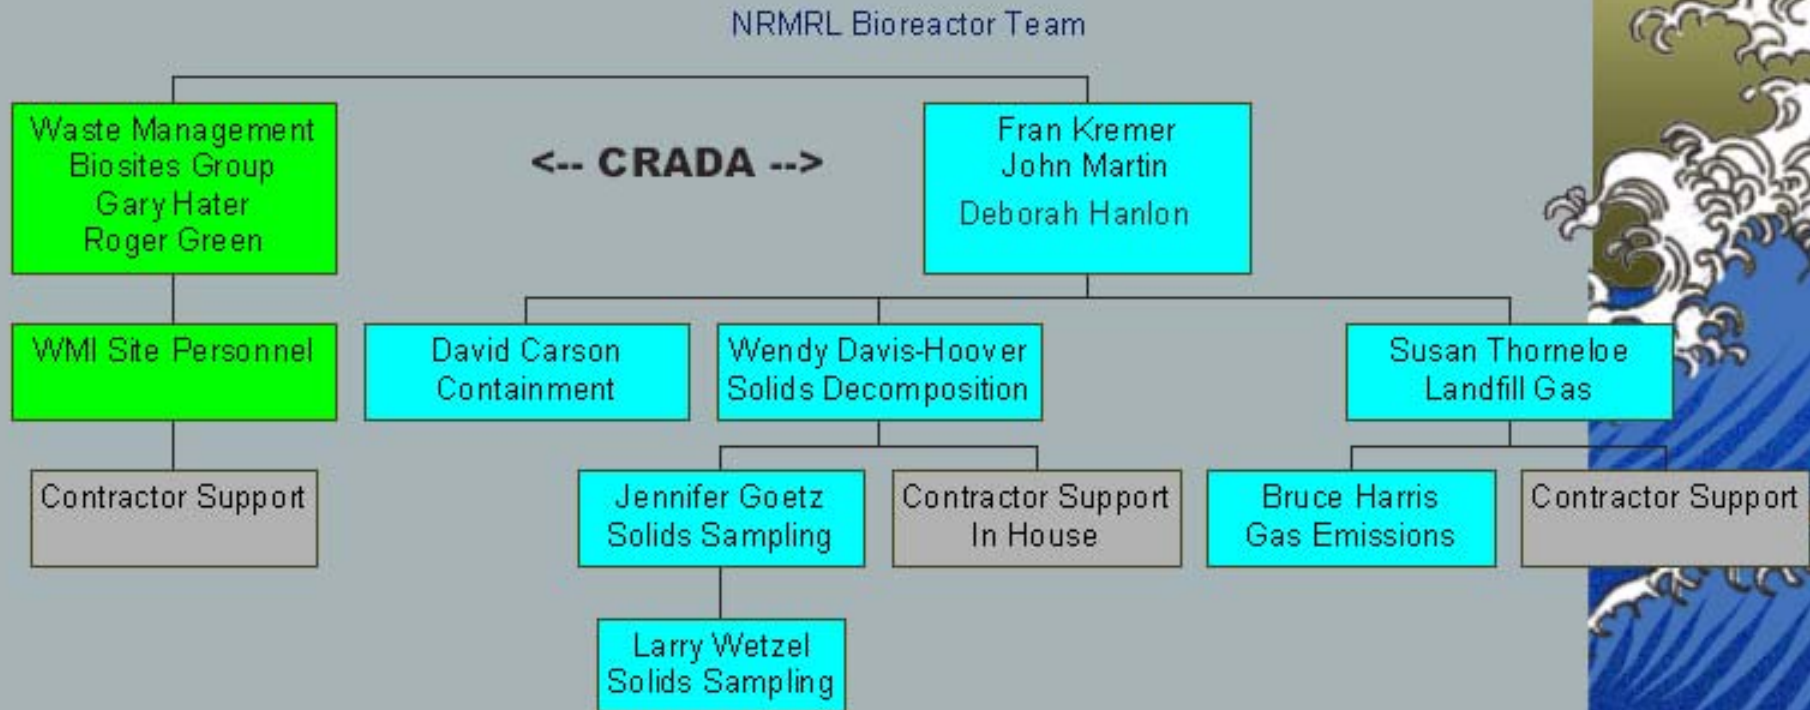 NRMRL Bioreactor Team
Waste Management
Biosites Group
Gary Hater
Roger Green
<-- CRADA -->
Fran Kremer
John Martin
Deborah Hanlon
WMI Site Personnel
David Carson
Containment
Wendy Davis-Hoover
Solids Decomposition
Susan Thorneloe
Landfill Gas
Contractor Support
Jennifer Goetz
Solids Sampling
Contractor Support
In House
Bruce Harris
Gas Emissions
Contractor Support
Larry Wetzel
Solids Sampling